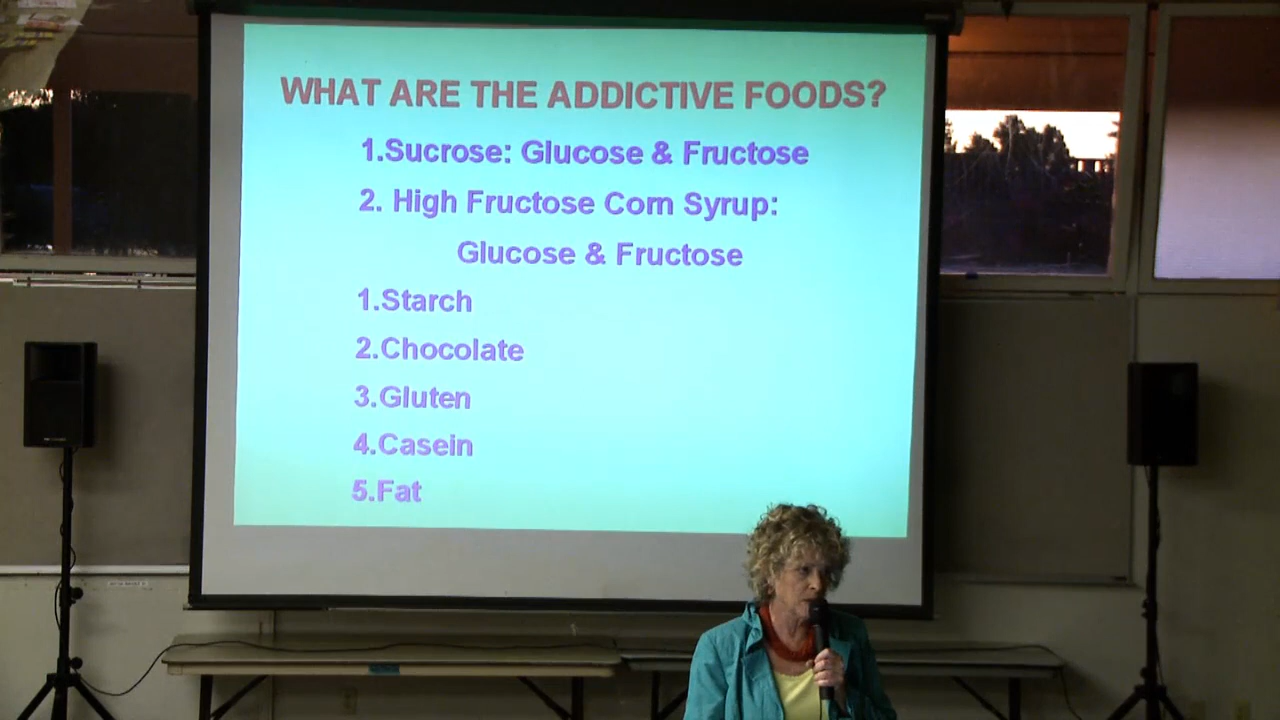 WHAT ARE THE ADDICTIVE FOODS?
1.Sucrose: Glucose & Fructose
2. High Fructose Corn Syrup:
Glucose & Fructose
1.Starch
2.Chocolate
3.Gluten
4.Casein
5.Fat